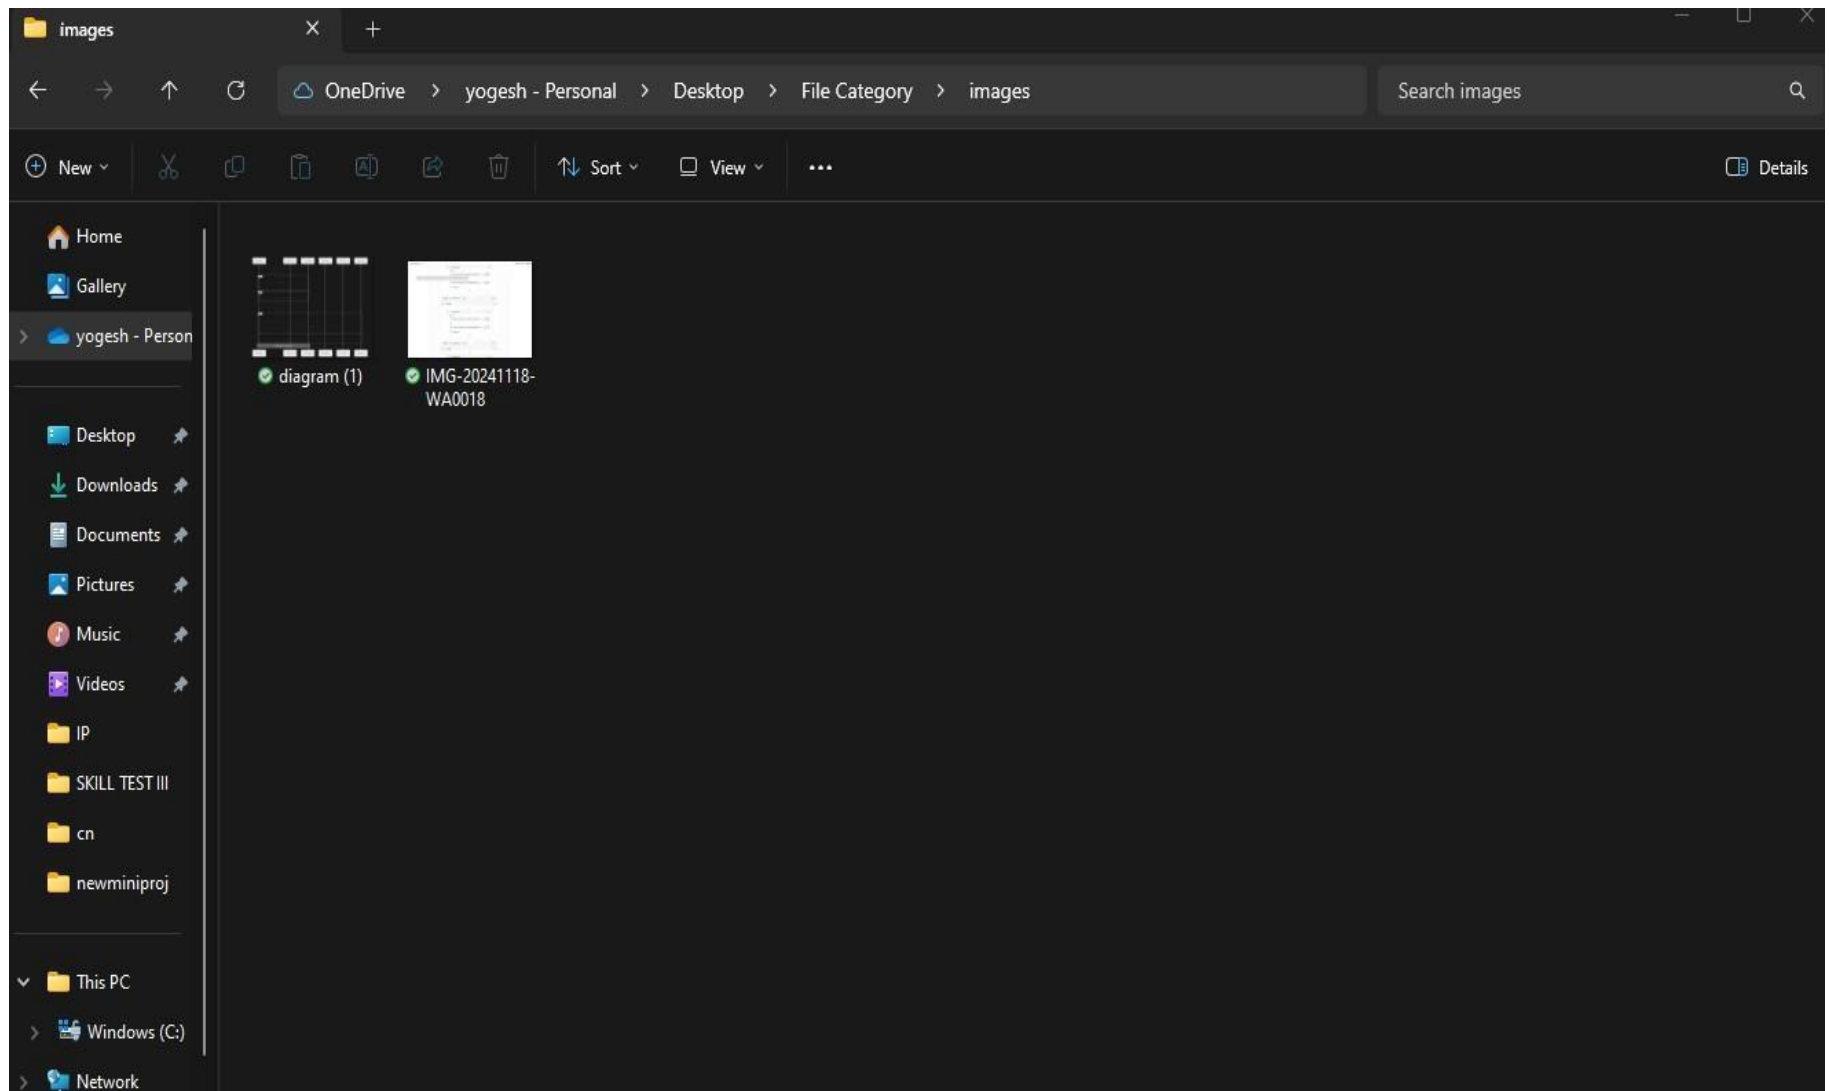 images
OneDrive > yogesh - Personal > Desktop > File Category > images
Search images
New
Sort
View
Details
Home
Gallery
yogesh - Person
Desktop
Downloads
Documents
Pictures
Music
Videos
IP
SKILL TEST III
cn
newminiproj
This PC
Windows (C:)
Network
diagram (1)
IMG-20241118-
WA0018